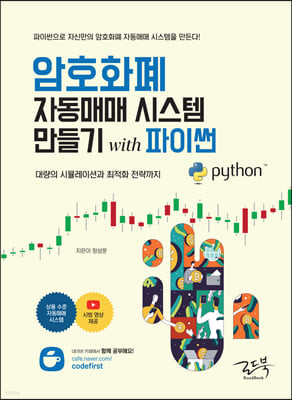 파이썬으로 자신만의 암호화폐 자동매매 시스템을 만든다!
암호화폐
자동매매 시스템
만들기 with 파이썬
대량의 시뮬레이션과 최적화 전략까지
python™
지은이 정성문
상용 수준
자동매매
시스템
시범 영상
제공
네이버 카페에서 함께 공부해요!
cafe.naver.com/
codefirst
로드북
RoadBook